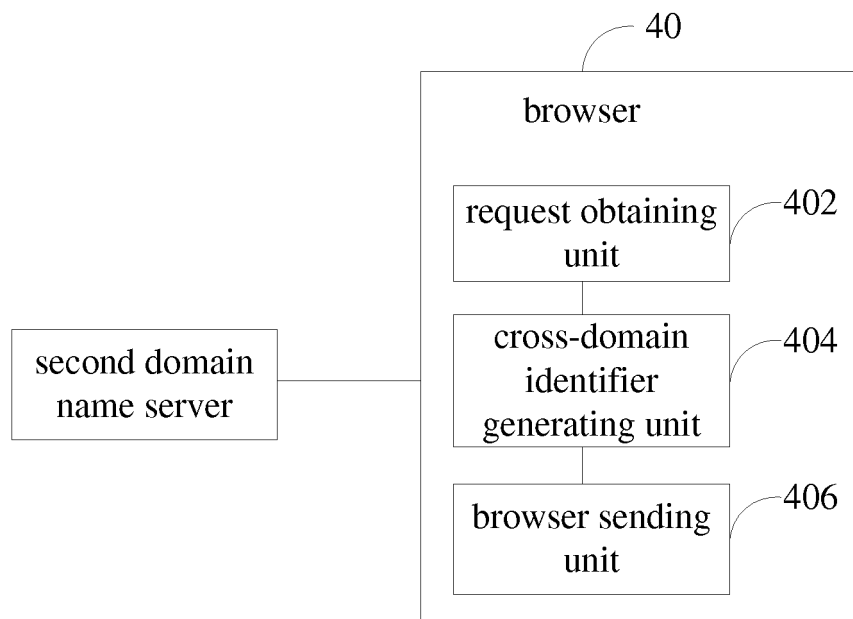 40
browser
request obtaining
unit
402
cross-domain
identifier
generating unit
404
second domain
name server
browser sending
unit
406